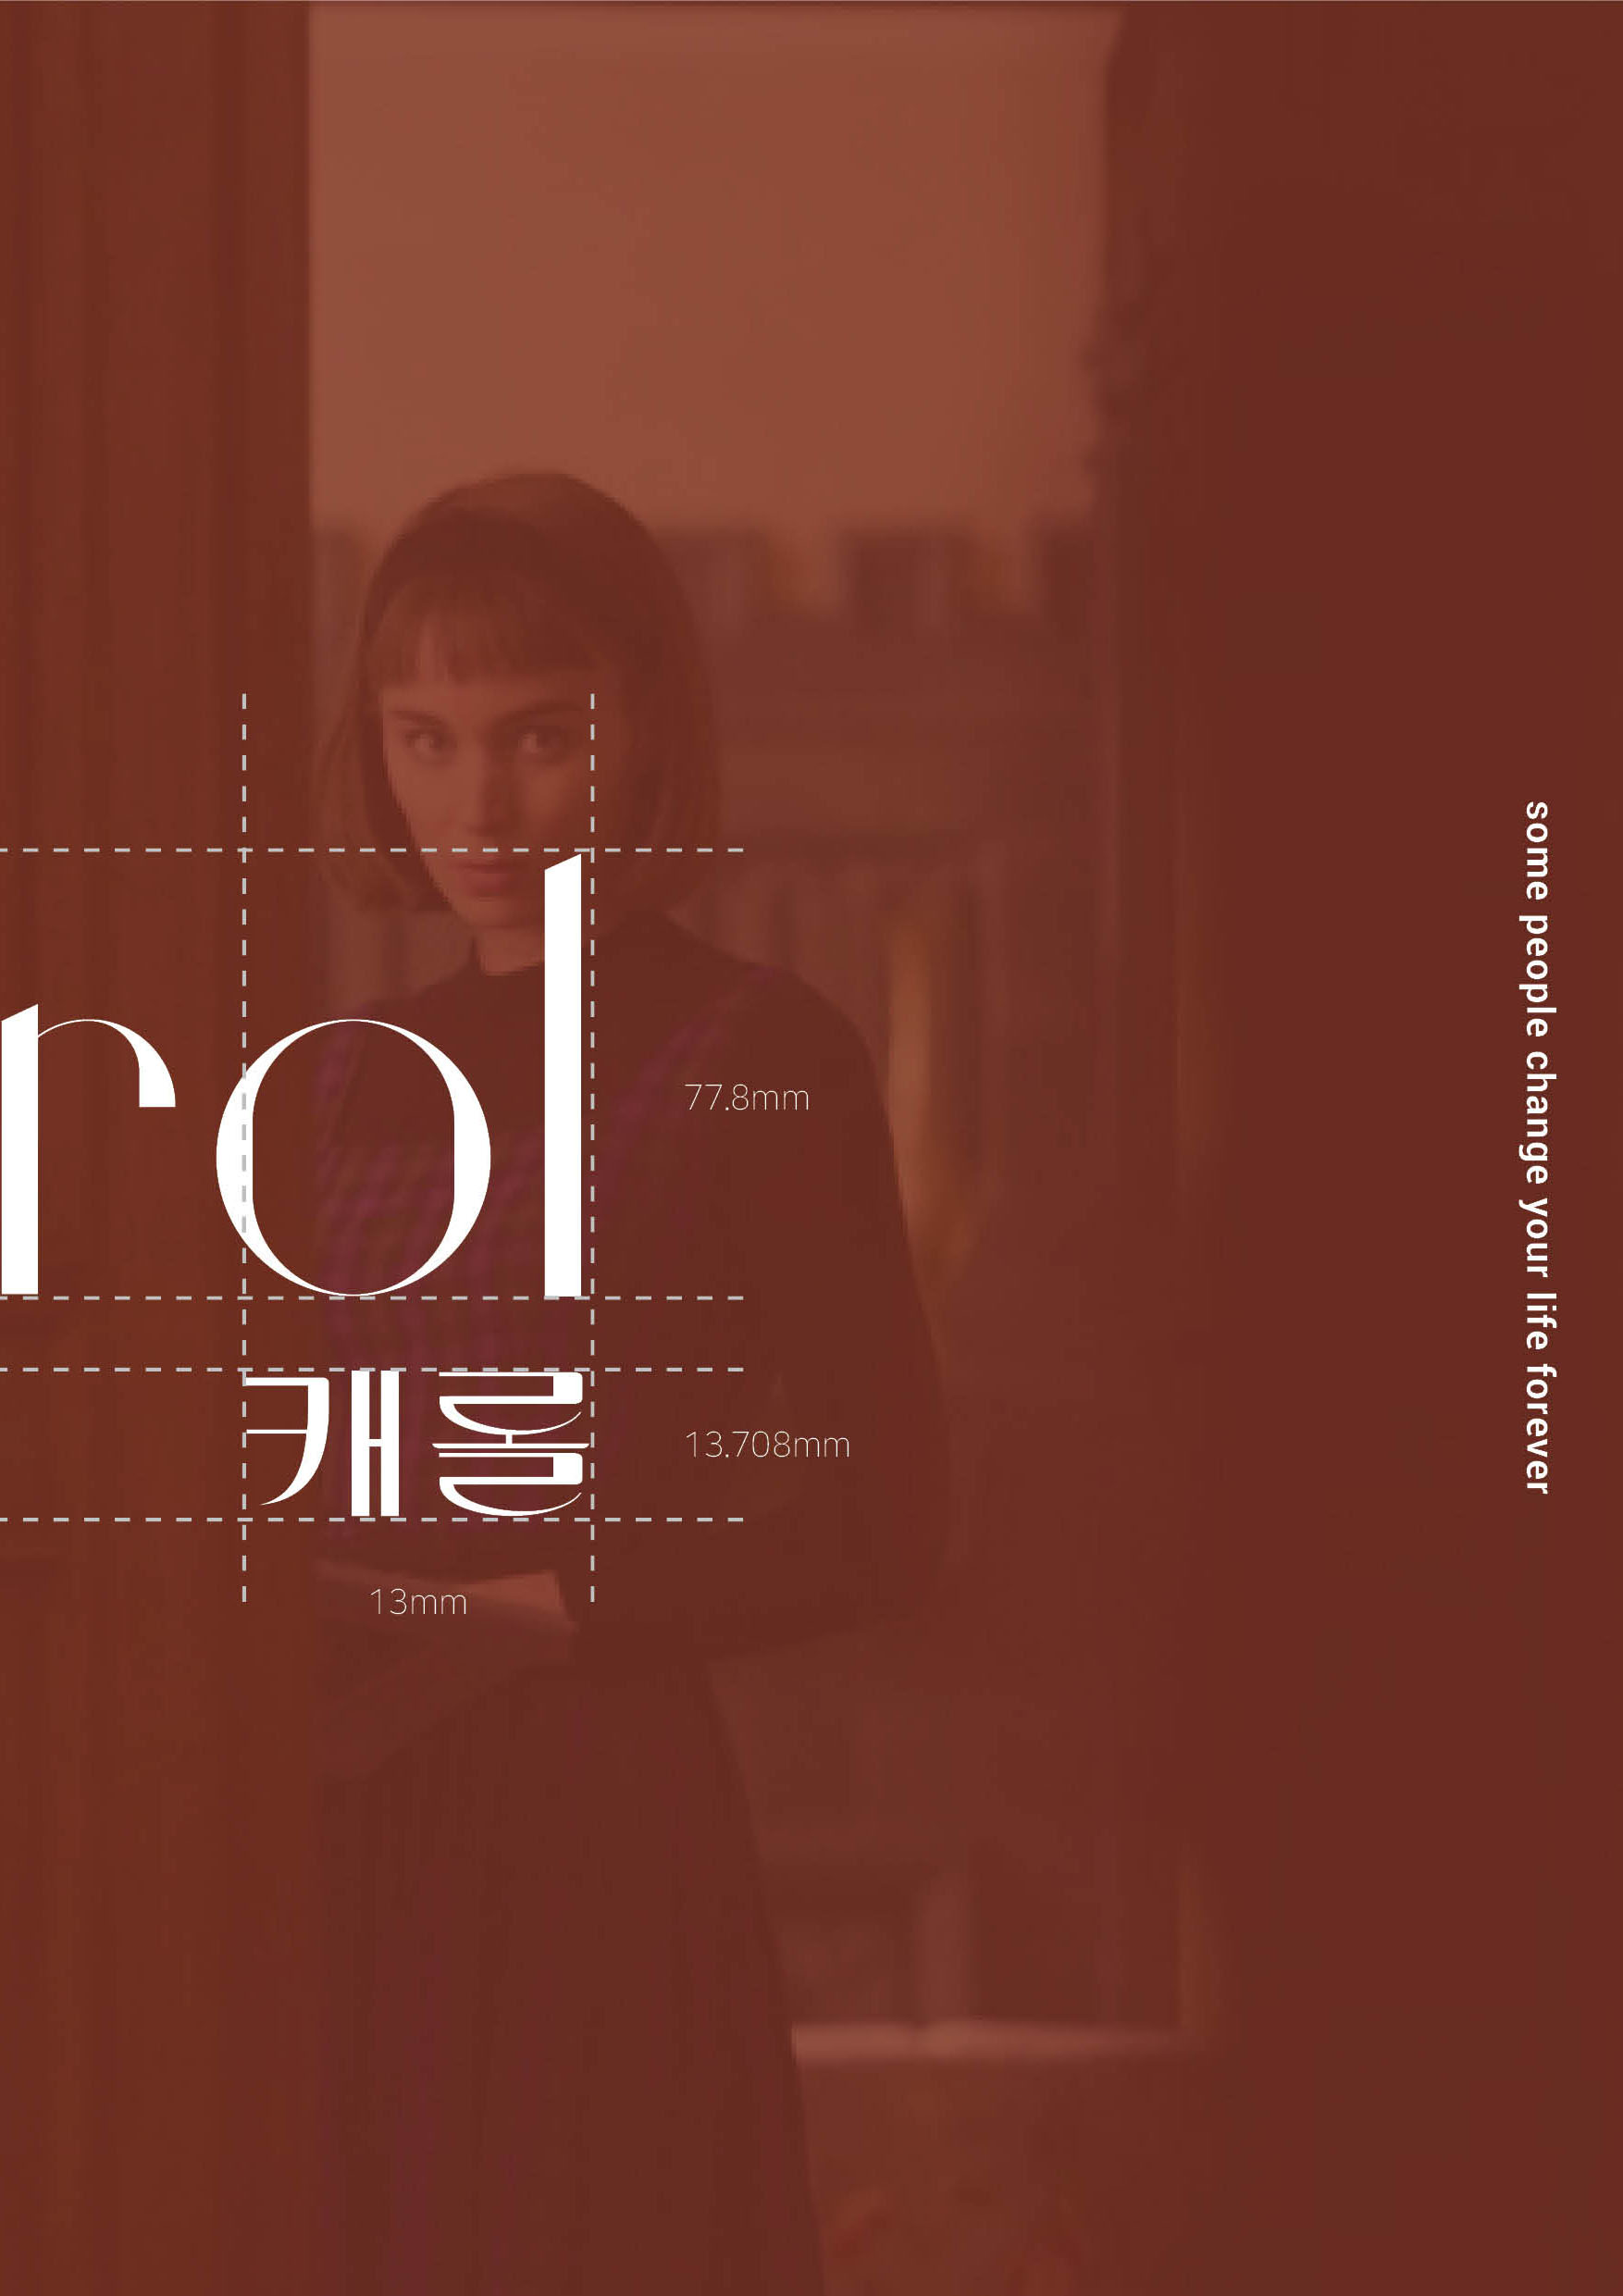 rol
77.8mm
캐롤
13.708mm
13mm
some people change your life forever